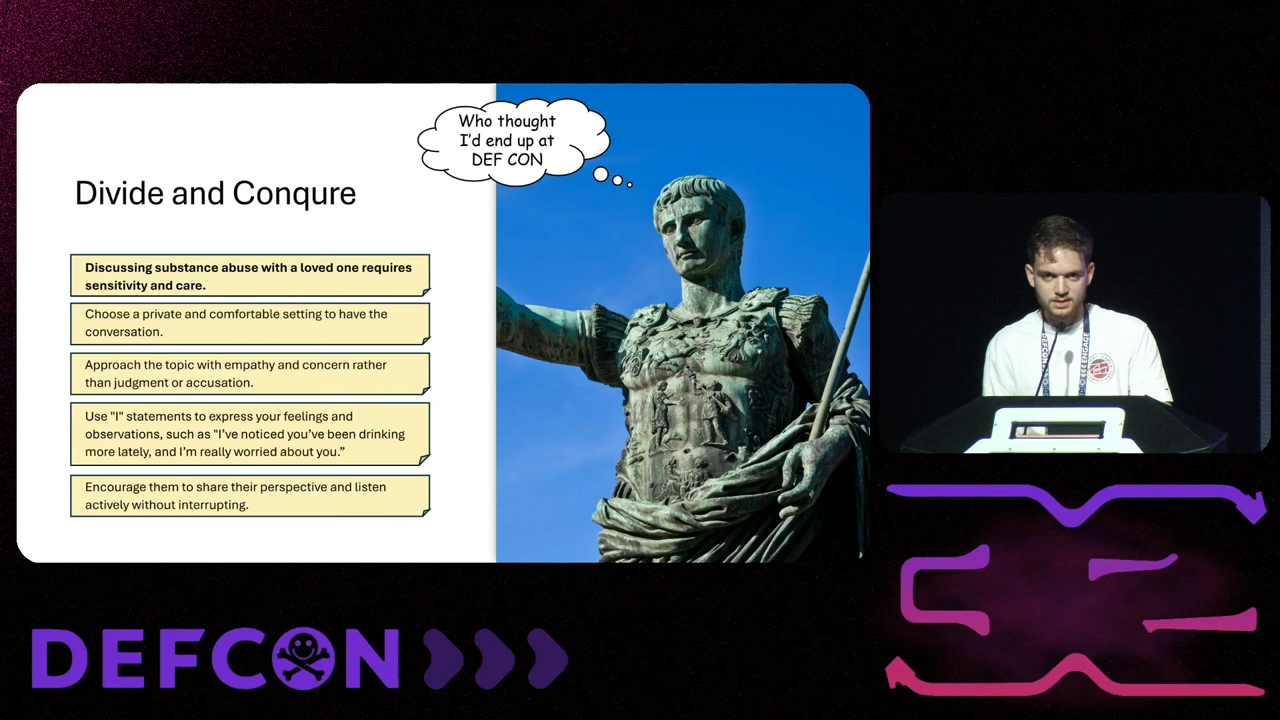 Who thought
I'd end up at
DEF CON
Divide and Conqure
Discussing substance abuse with a loved one requires
sensitivity and care.
Choose a private and comfortable setting to have the
conversation.
Approach the topic with empathy and concern rather
than judgment or accusation.
Use "I" statements to express your feelings and
observations, such as "I've noticed you've been drinking
more lately, and I'm really worried about you.”
Encourage them to share their perspective and listen
actively without interrupting.
DEFCON